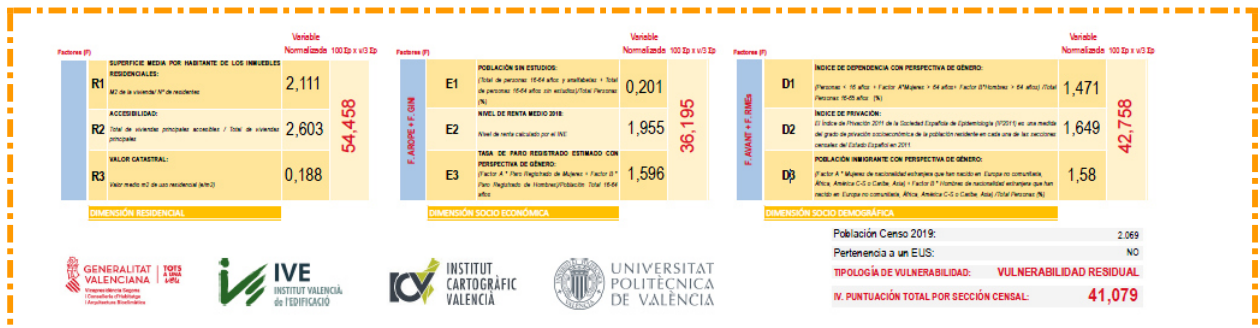 Factores (F)
Variable
Normalizada 100 Σp x v/3 Σp
R1
SUPERFICIE MEDIA POR HABITANTE DE LOS INMUEBLES
RESIDENCIALES:
M2 de la vivienda/ Nº de residentes
2,111
R2
ACCESIBILIDAD:
Total de viviendas principales accesibles / Total de viviendas
principales
2,603
R3
VALOR CATASTRAL:
Valor medio m2 de uso residencial (e/m2)
0,188
54,458
DIMENSIÓN RESIDENCIAL
Factores (F)
Variable
Normalizada 100 Σp x v/3 Σp
F. AROPE + F. GINI
E1
POBLACIÓN SIN ESTUDIOS:
(Total de personas 16-64 años y analfabetas + Total
de personas 16-64 años sin estudios)/Total Personas
(%)
0,201
E2
NIVEL DE RENTA MEDIO 2018:
Nivel de renta calculado por el INE
1,955
E3
TASA DE PARO REGISTRADO ESTIMADO CON
PERSPECTIVA DE GÉNERO:
(Factor A * Paro Registrado de Mujeres + Factor B *
Paro Registrado de Hombres)/Población Total 16-64
años
1,596
36,195
DIMENSIÓN SOCIO ECONÓMICA
Factores (F)
Variable
Normalizada 100 Σp x v/3 Σp
F. AVANT + F. RMEs
D1
ÍNDICE DE DEPENDENCIA CON PERSPECTIVA DE GÉNERO:
(Personas < 16 años + Factor A*Mujeres > 64 años+ Factor B*Hombres > 64 años) /Total
Personas 16-65 años (%)
1,471
D2
ÍNDICE DE PRIVACIÓN:
El Índice de Privación 2011 de la Sociedad Española de Epidemiología (IP2011) es una medida
del grado de privación socioeconómica de la población residente en cada una de las secciones
censales del Estado Español en 2011.
1,649
D3
POBLACIÓN INMIGRANTE CON PERSPECTIVA DE GÉNERO:
(Factor A * Mujeres de nacionalidad extranjera que han nacido en Europa no comunitaria,
África, América C-S o Caribe, Asia) + Factor B * Hombres de nacionalidad extranjera que han
nacido en Europa no comunitaria, África, América C-S o Caribe, Asia) /Total Personas (%)
1,58
42,758
DIMENSIÓN SOCIO DEMOGRÁFICA
Población Censo 2019: 2.069
Pertenencia a un EUS: NO
TIPOLOGÍA DE VULNERABILIDAD: VULNERABILIDAD RESIDUAL
IV. PUNTUACIÓN TOTAL POR SECCIÓN CENSAL: 41,079
GENERALITAT
VALENCIANA
Vicepresidència Segona
i Conselleria d'Habitatge
i Arquitectura Bioclimàtica
TOTS
A UNA
veu
IVE
INSTITUT VALENCIÀ
de l'EDIFICACIÓ
ICV
INSTITUT
CARTOGRÀFIC
VALENCIÀ
UNIVERSITAT
POLITÈCNICA
DE VALÈNCIA